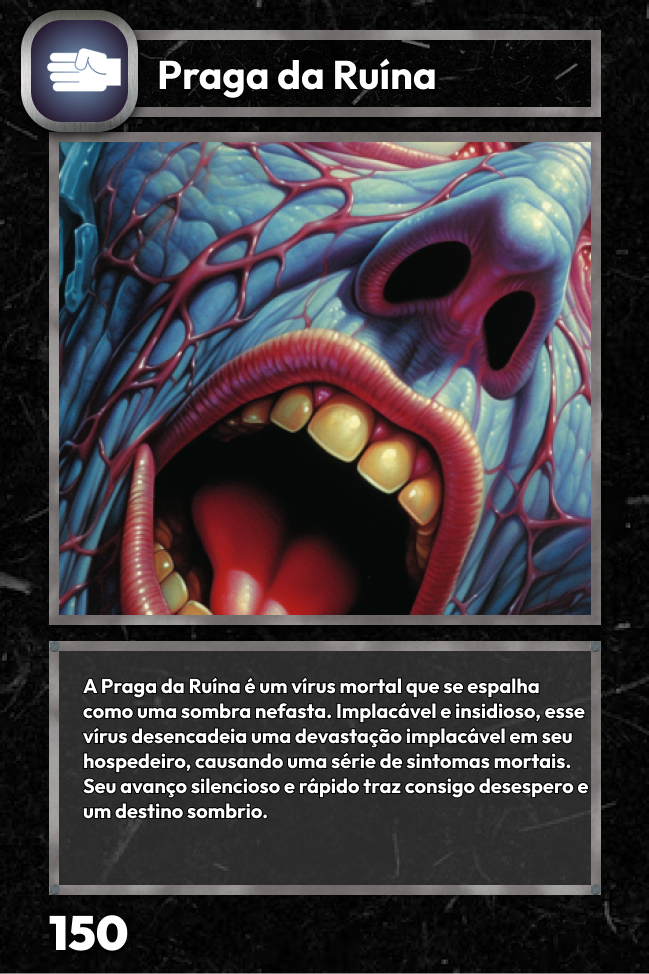 Praga da Ruína
A Praga da Ruína é um vírus mortal que se espalha
como uma sombra nefasta. Implacável e insidioso, esse
vírus desencadeia uma devastação implacável em seu
hospedeiro, causando uma série de sintomas mortais.
Seu avanço silencioso e rápido traz consigo desespero e
um destino sombrio.
150